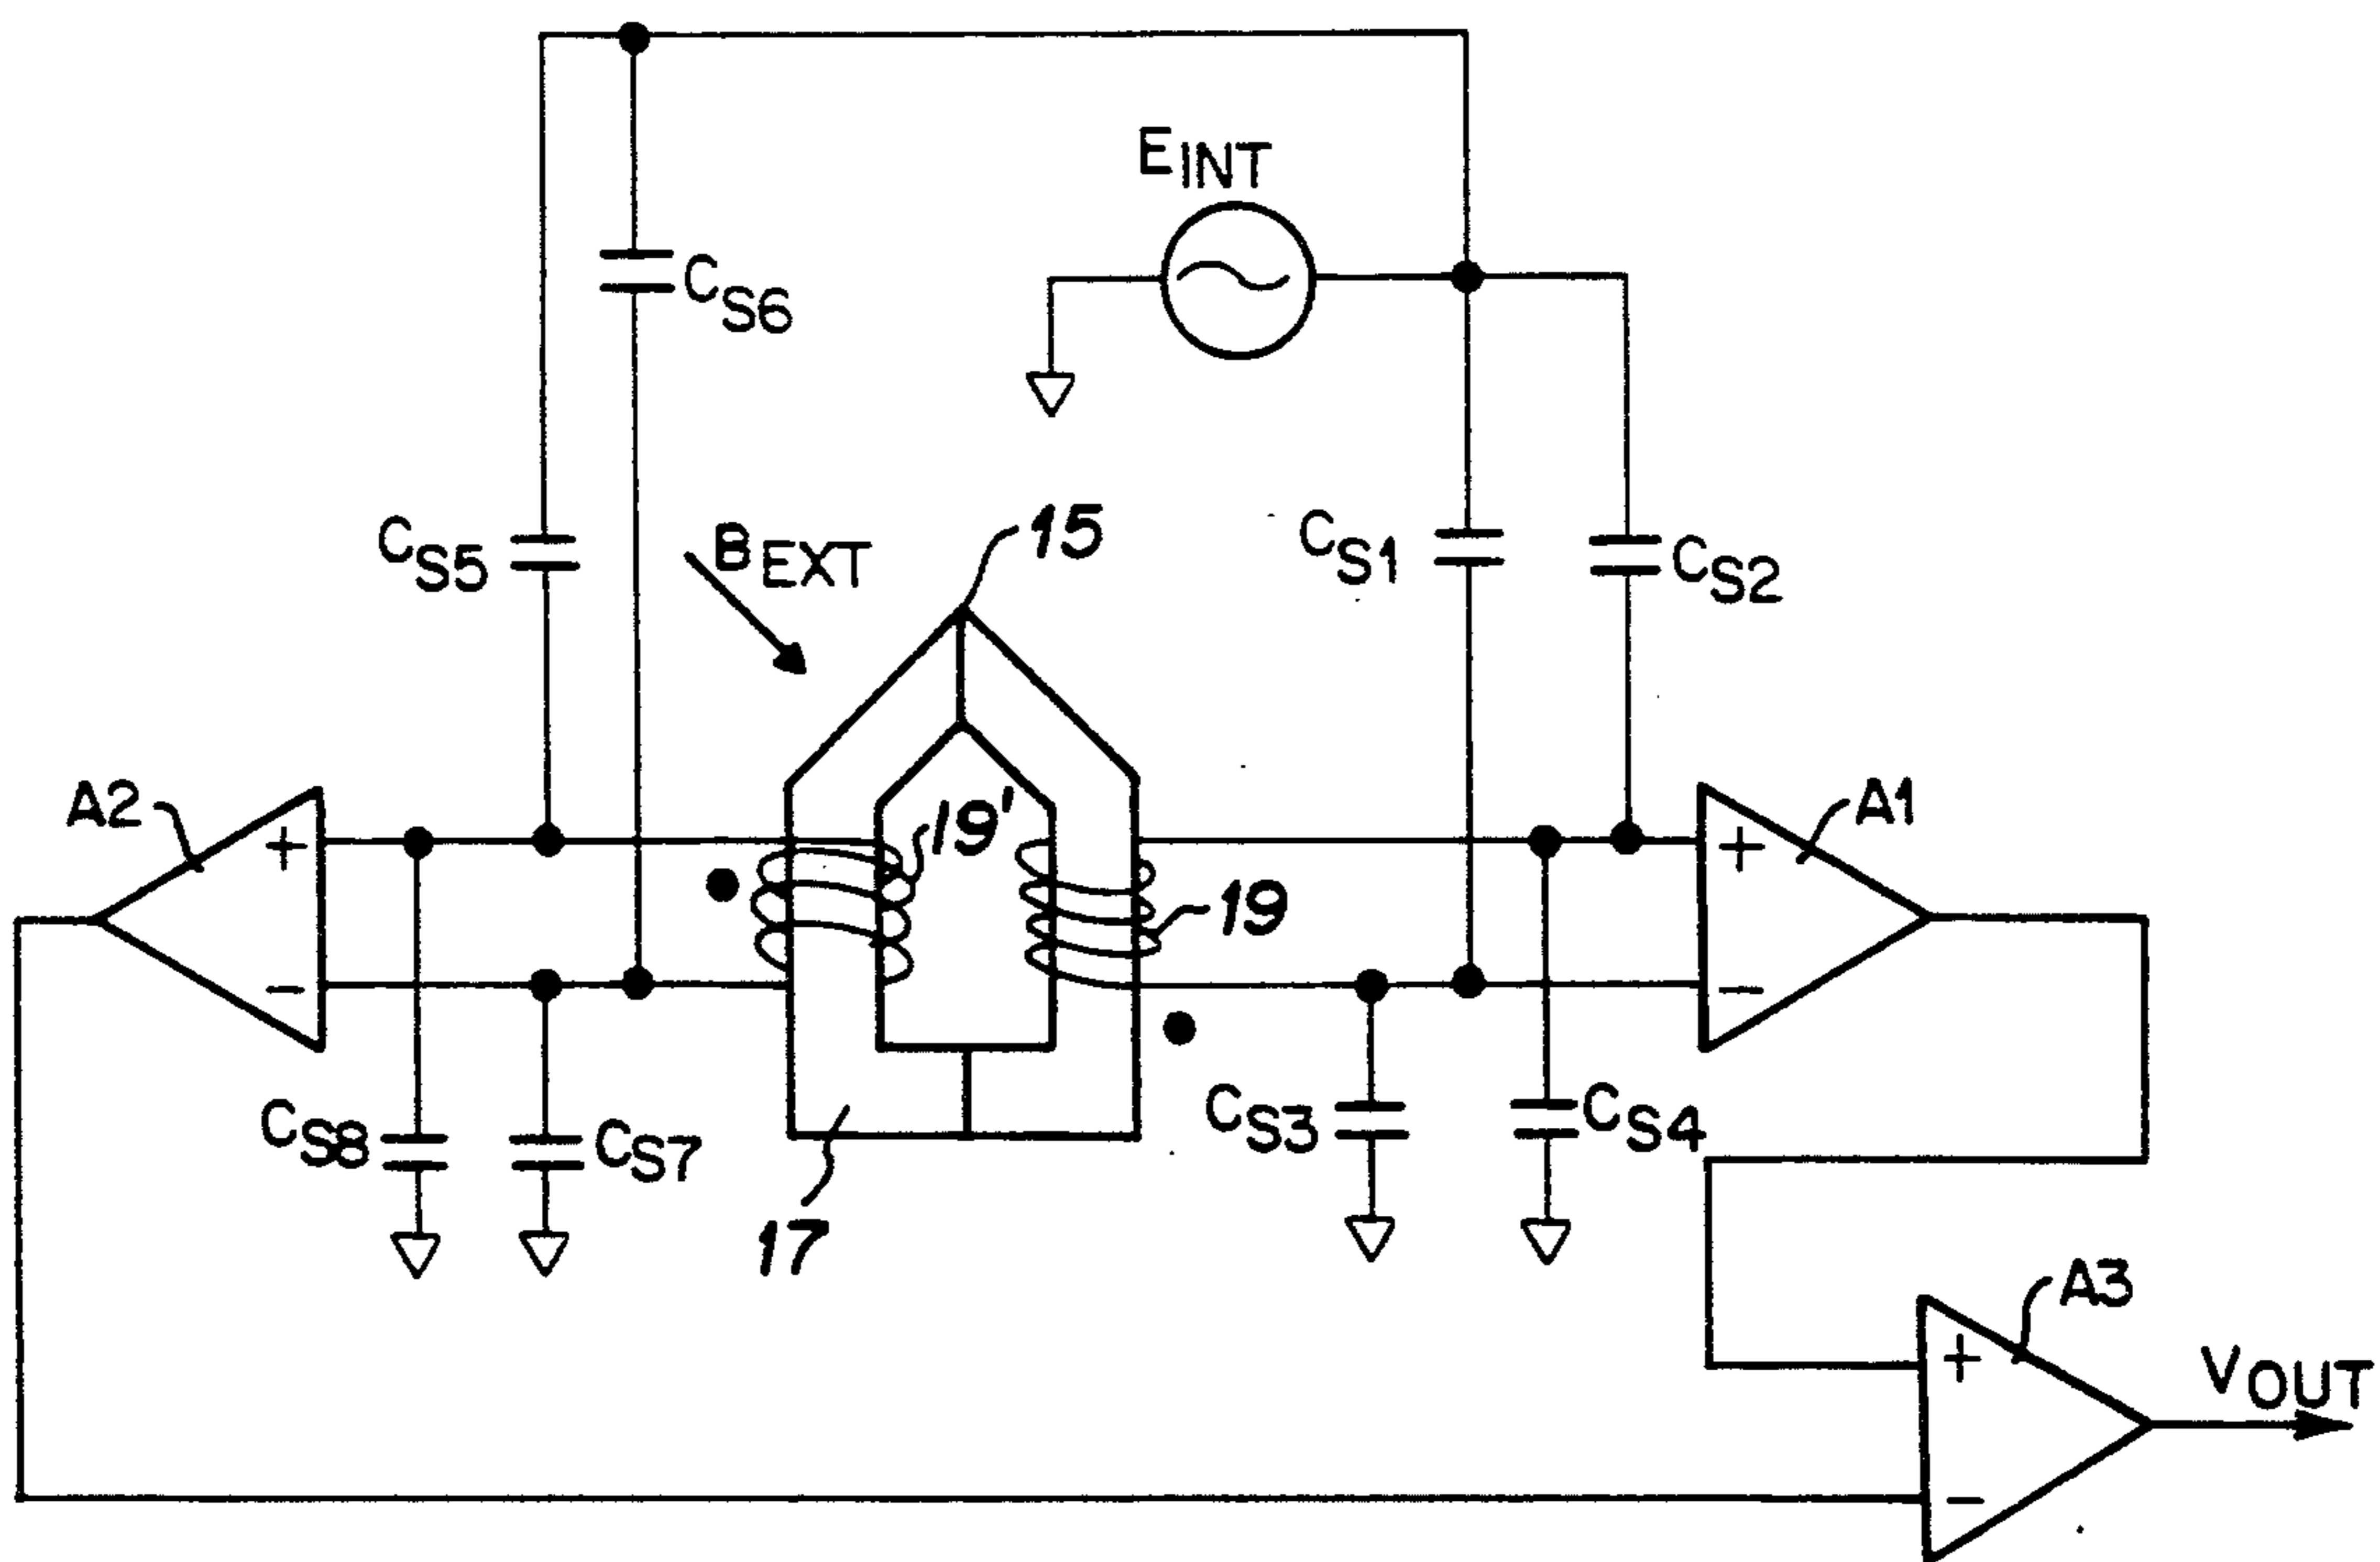 EINT
CS6
CS5
BEXT
15
CS1
CS2
A2
+
19'
A1
+
19
−
−
CS8
CS7
CS3
CS4
17
A3
+
VOUT
−